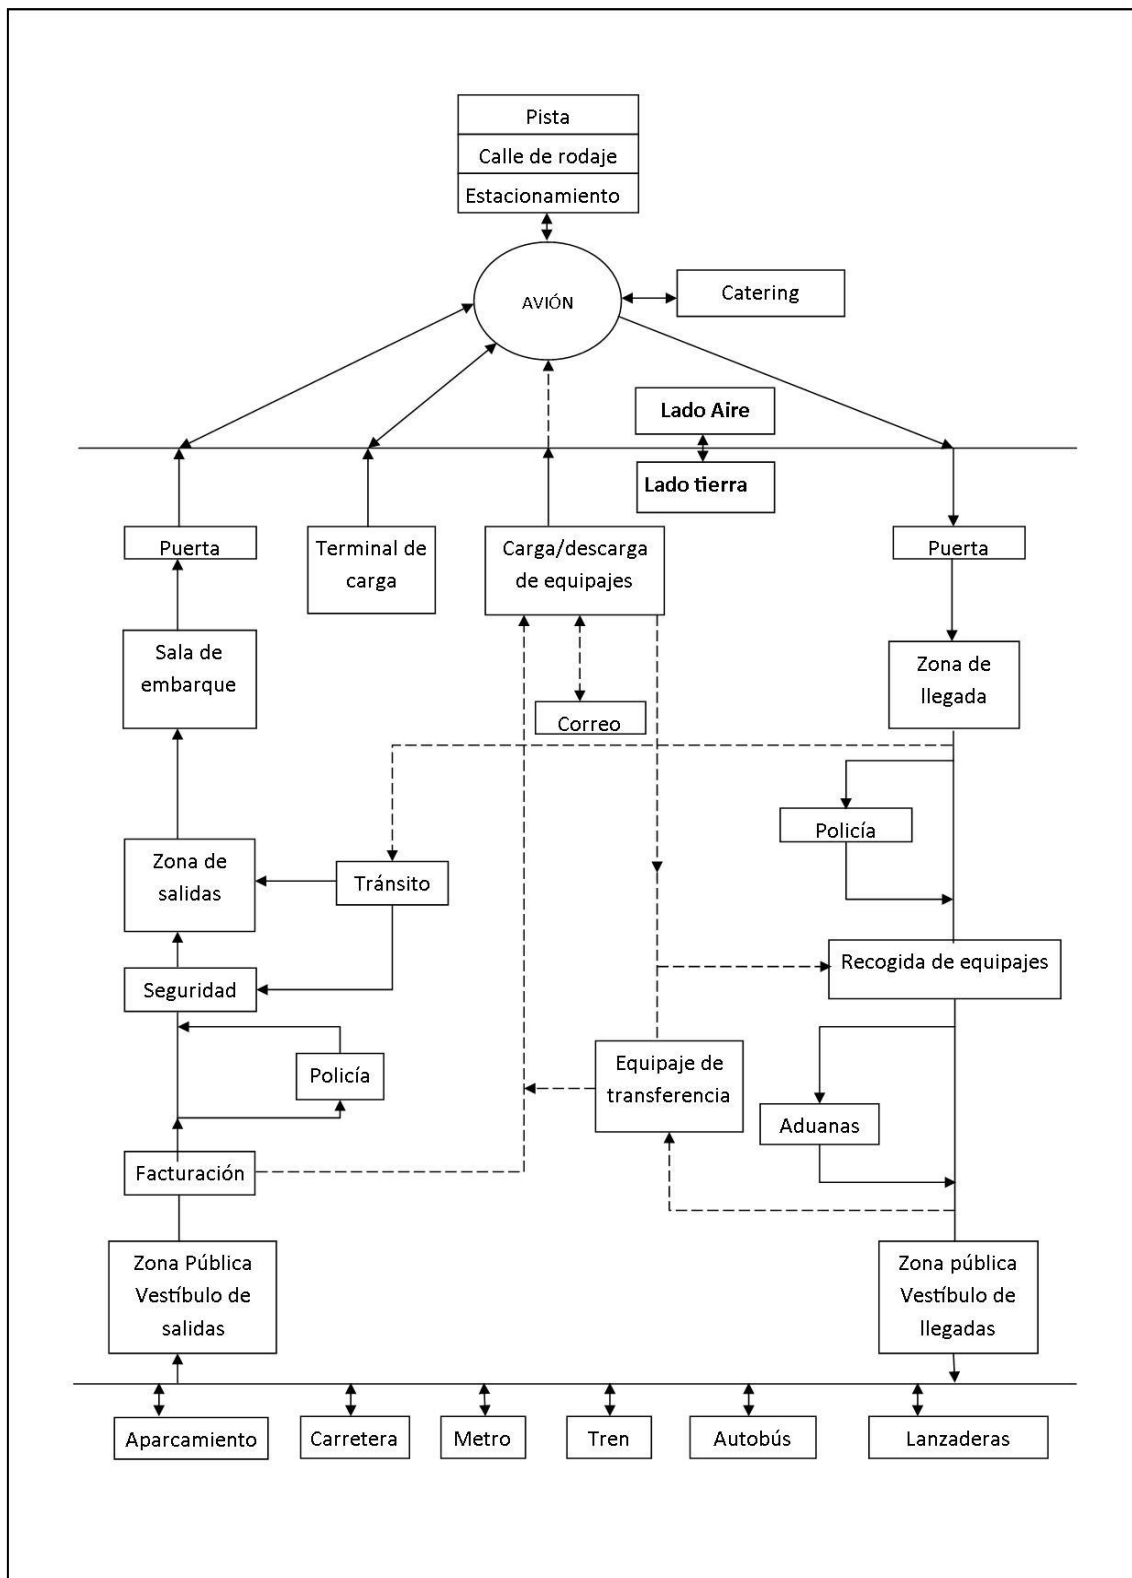 Pista
Calle de rodaje
Estacionamiento
AVIÓN
Catering
Lado Aire
Lado tierra
Puerta
Terminal de
carga
Carga/descarga
de equipajes
Puerta
Sala de
embarque
Correo
Zona de
llegada
Policía
Zona de
salidas
Tránsito
Seguridad
Recogida de equipajes
Policía
Equipaje de
transferencia
Aduanas
Facturación
Zona Pública
Vestíbulo de
salidas
Zona pública
Vestíbulo de
llegadas
Aparcamiento
Carretera
Metro
Tren
Autobús
Lanzaderas